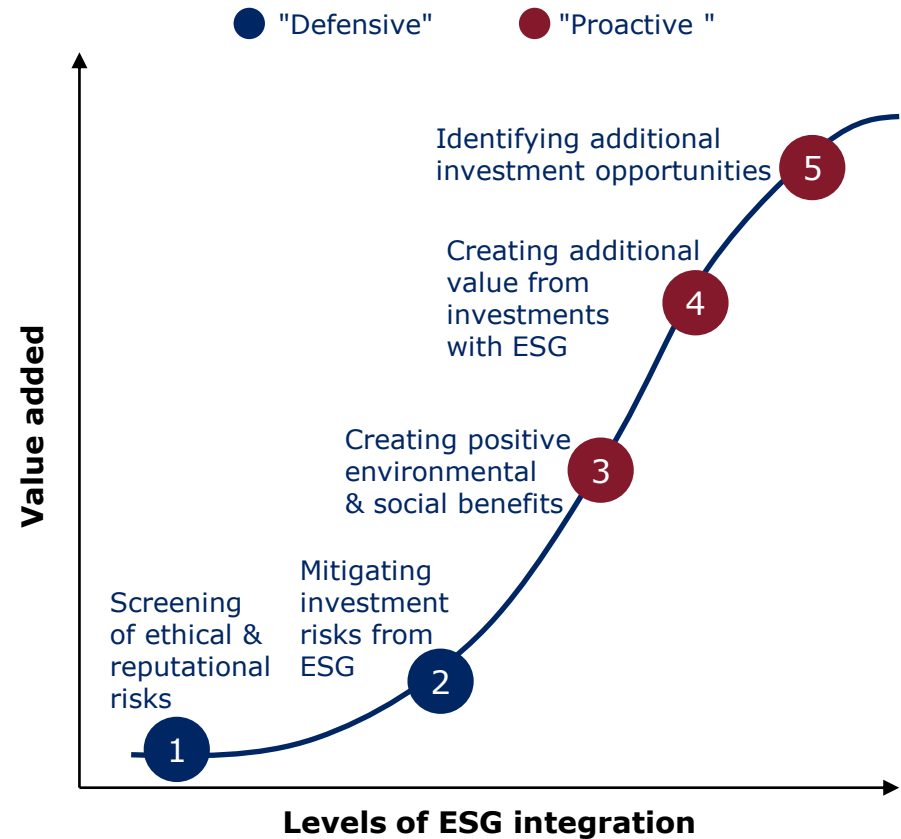 "Defensive"
"Proactive "
Identifying additional
investment opportunities
5
Creating additional
value from
investments
with ESG
4
Creating positive
environmental
& social benefits
3
Mitigating
investment
risks from
ESG
2
Screening
of ethical &
reputational
risks
1
Value added
Levels of ESG integration